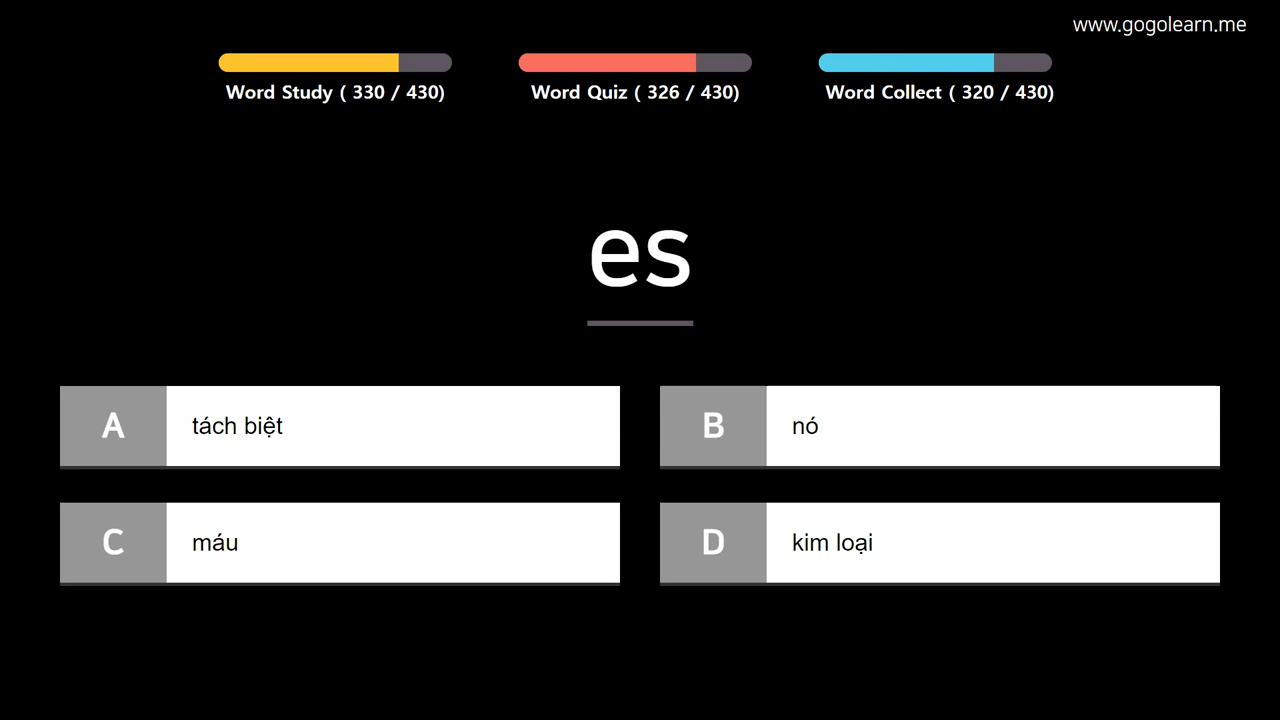 www.gogolearn.me
Word Study ( 330 / 430)
Word Quiz ( 326 / 430)
Word Collect ( 320 / 430)
es
A
tách biệt
B
nó
C
máu
D
kim loại